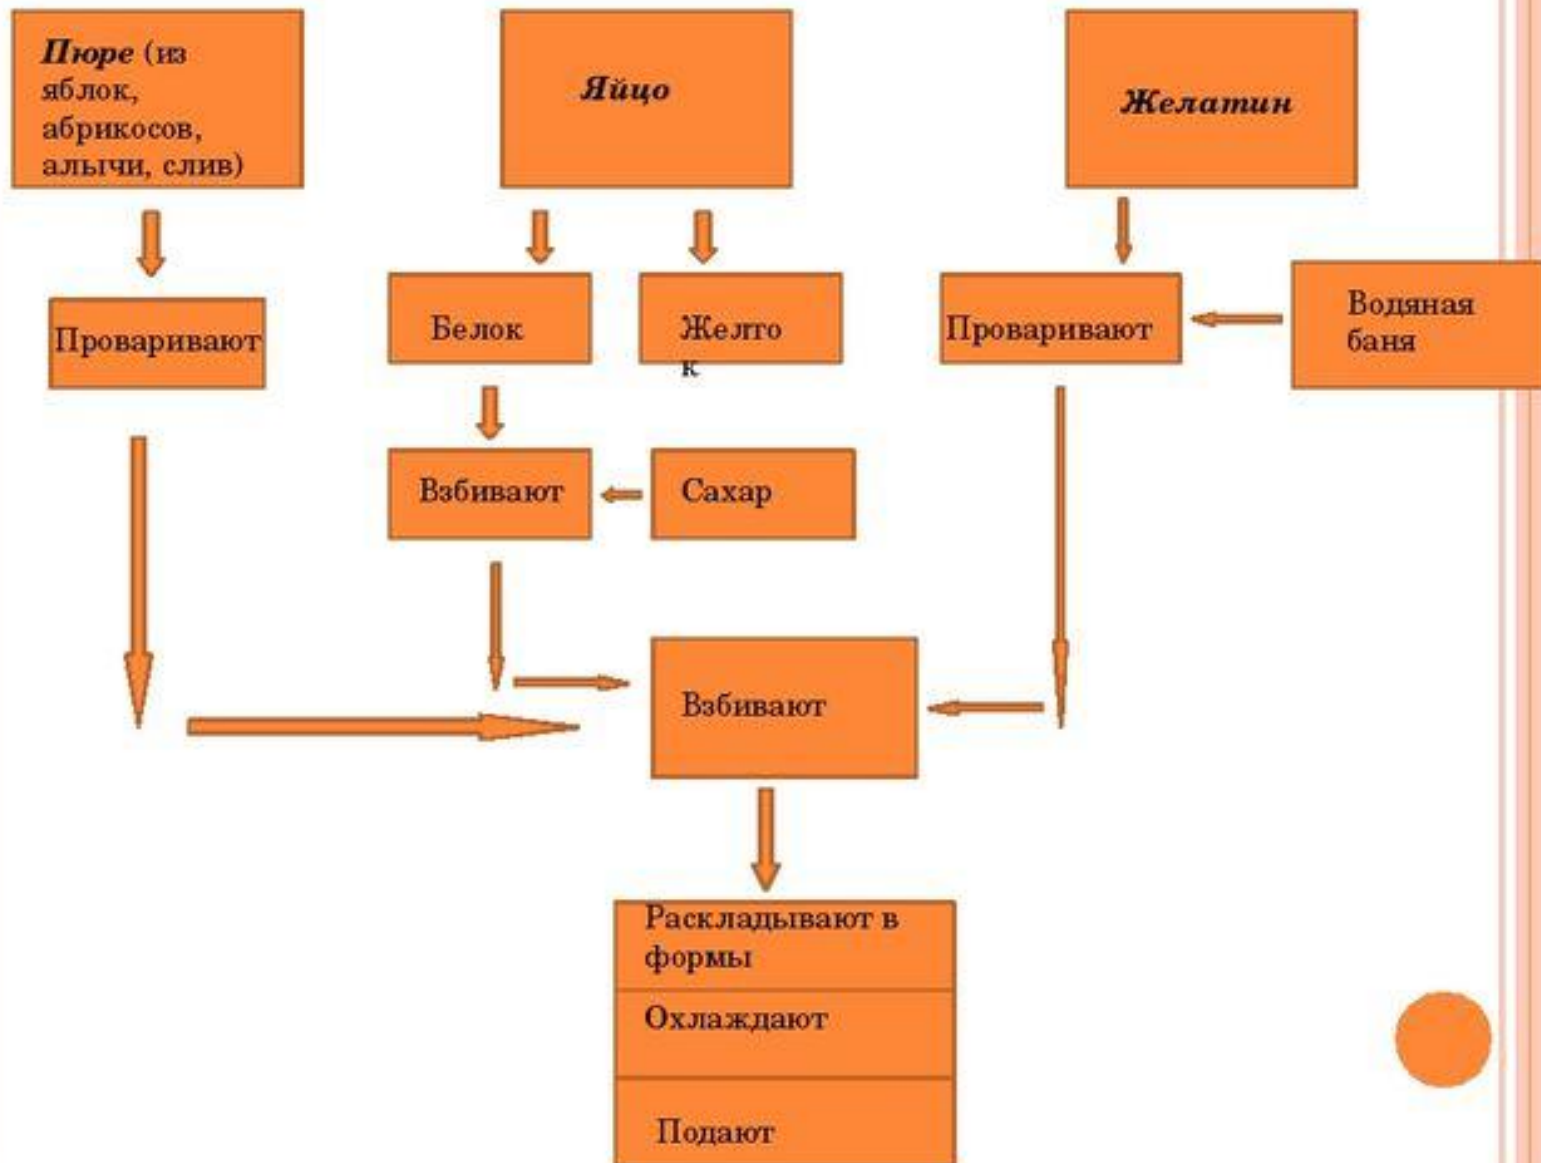 Пюре (из
яблок,
абрикосов,
алычи, слив)
Яйцо
Желатин
Проваривают
Белок
Желто
к
Проваривают
Водяная
баня
Взбивают
Сахар
Взбивают
Раскладывают в
формы
Охлаждают
Подают